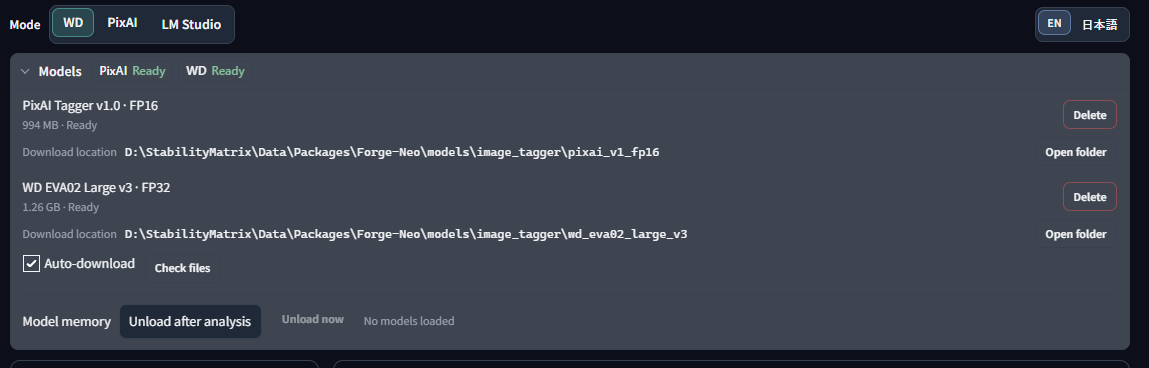 Mode WD PixAI LM Studio EN 日本語
Models PixAI Ready WD Ready
PixAI Tagger v1.0 · FP16
994 MB · Ready
Delete
Download location D:\StabilityMatrix\Data\Packages\Forge-Neo\models\image_tagger\pixai_v1_fp16 Open folder
WD EVA02 Large v3 · FP32
1.26 GB · Ready
Delete
Download location D:\StabilityMatrix\Data\Packages\Forge-Neo\models\image_tagger\wd_eva02_large_v3 Open folder
Auto-download Check files
Model memory Unload after analysis Unload now No models loaded